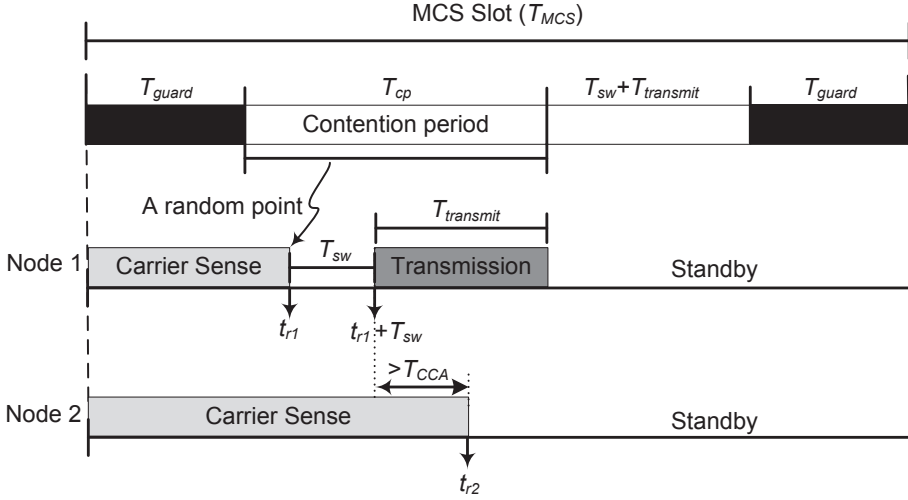 MCS Slot (T_MCS)
T_guard
T_cp
T_sw+T_transmit
T_guard
Contention period
A random point
T_transmit
Node 1
Carrier Sense
T_sw
Transmission
Standby
t_r1
t_r1+T_sw
>T_CCA
Node 2
Carrier Sense
Standby
t_r2